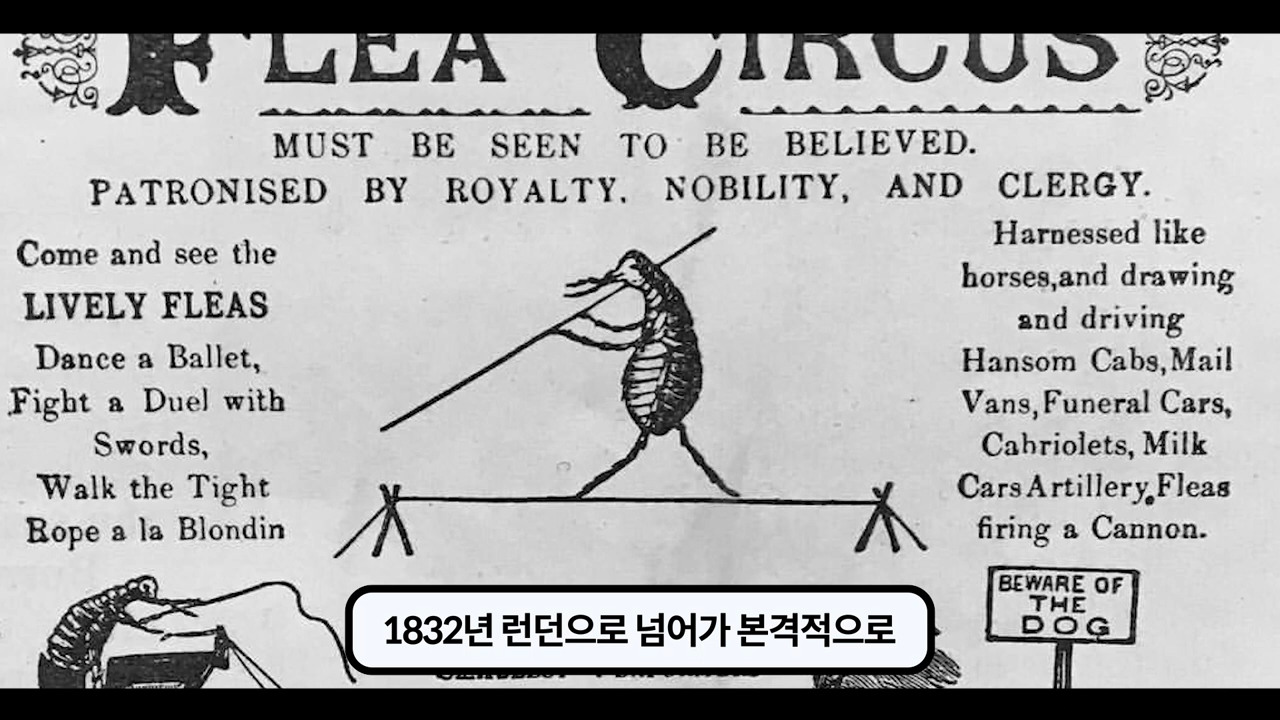 FLEA CIRCUS
MUST BE SEEN TO BE BELIEVED.
PATRONISED BY ROYALTY. NOBILITY, AND CLERGY.
Come and see the
LIVELY FLEAS
Dance a Ballet,
Fight a Duel with
Swords,
Walk the Tight
Rope a la Blondin
Harnessed like
horses,and drawing
and driving
Hansom Cabs,Mail
Vans,Funeral Cars,
Cahriolets, Milk
Cars Artillery.Fleas
firing a Cannon.
BEWARE OF
THE
DOG
1832년 런던으로 넘어가 본격적으로